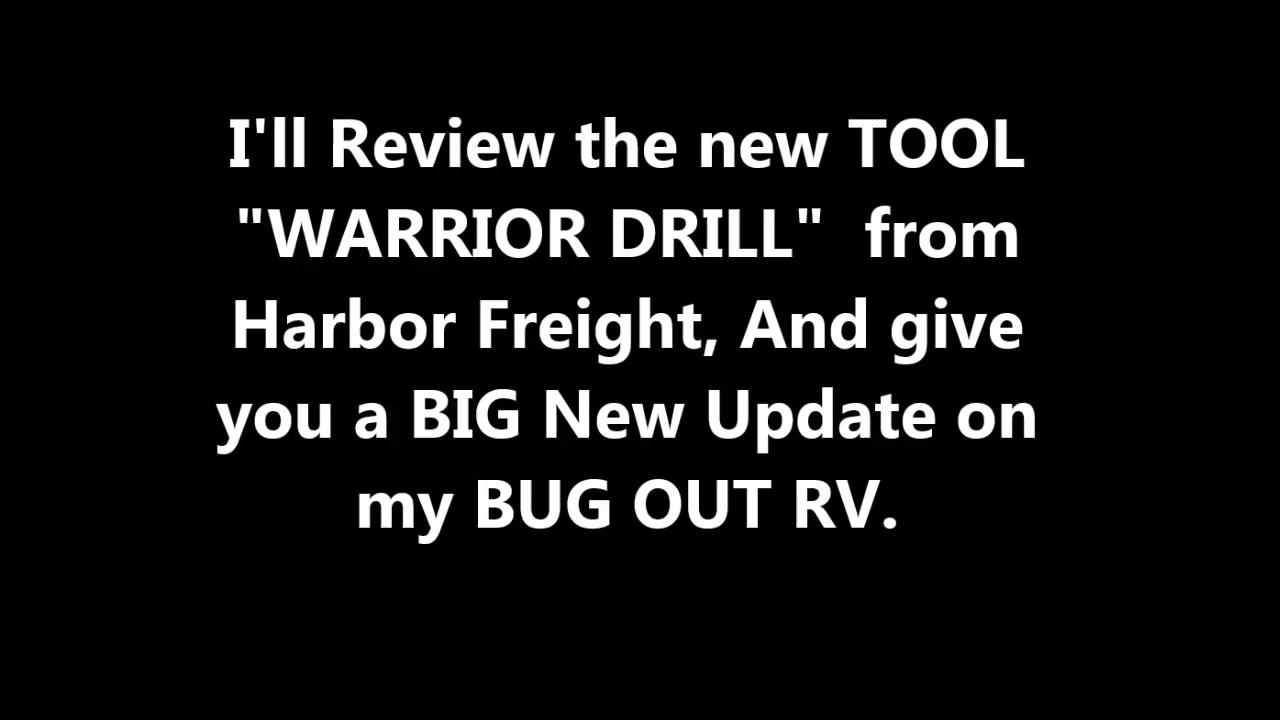 I'll Review the new TOOL
"WARRIOR DRILL"  from
Harbor Freight, And give
you a BIG New Update on
my BUG OUT RV.